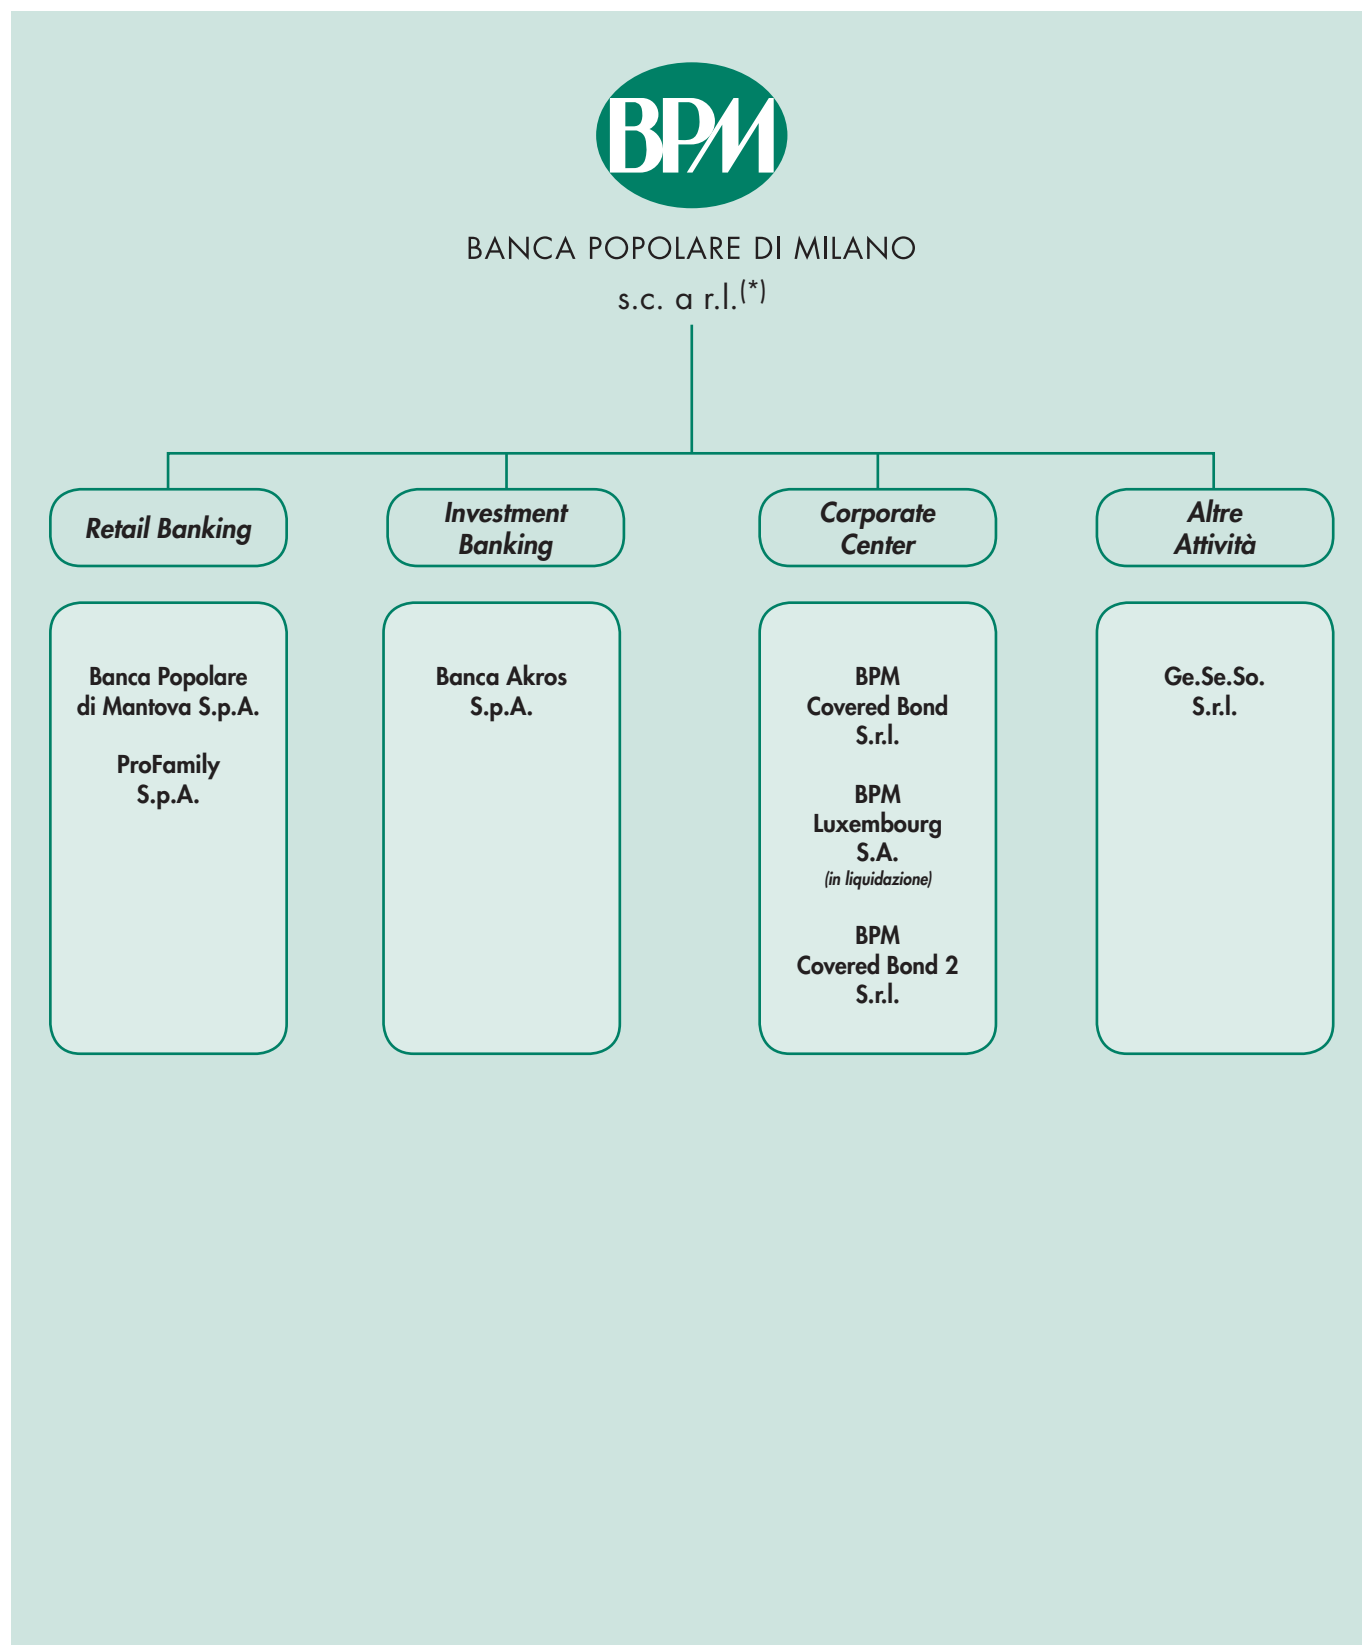 BPM
BANCA POPOLARE DI MILANO
s.c. a r.l.(*)
Retail Banking
Investment
Banking
Corporate
Center
Altre
Attività
Banca Popolare
di Mantova S.p.A.
ProFamily
S.p.A.
Banca Akros
S.p.A.
BPM
Covered Bond
S.r.l.
BPM
Luxembourg
S.A.
(in liquidazione)
BPM
Covered Bond 2
S.r.l.
Ge.Se.So.
S.r.l.